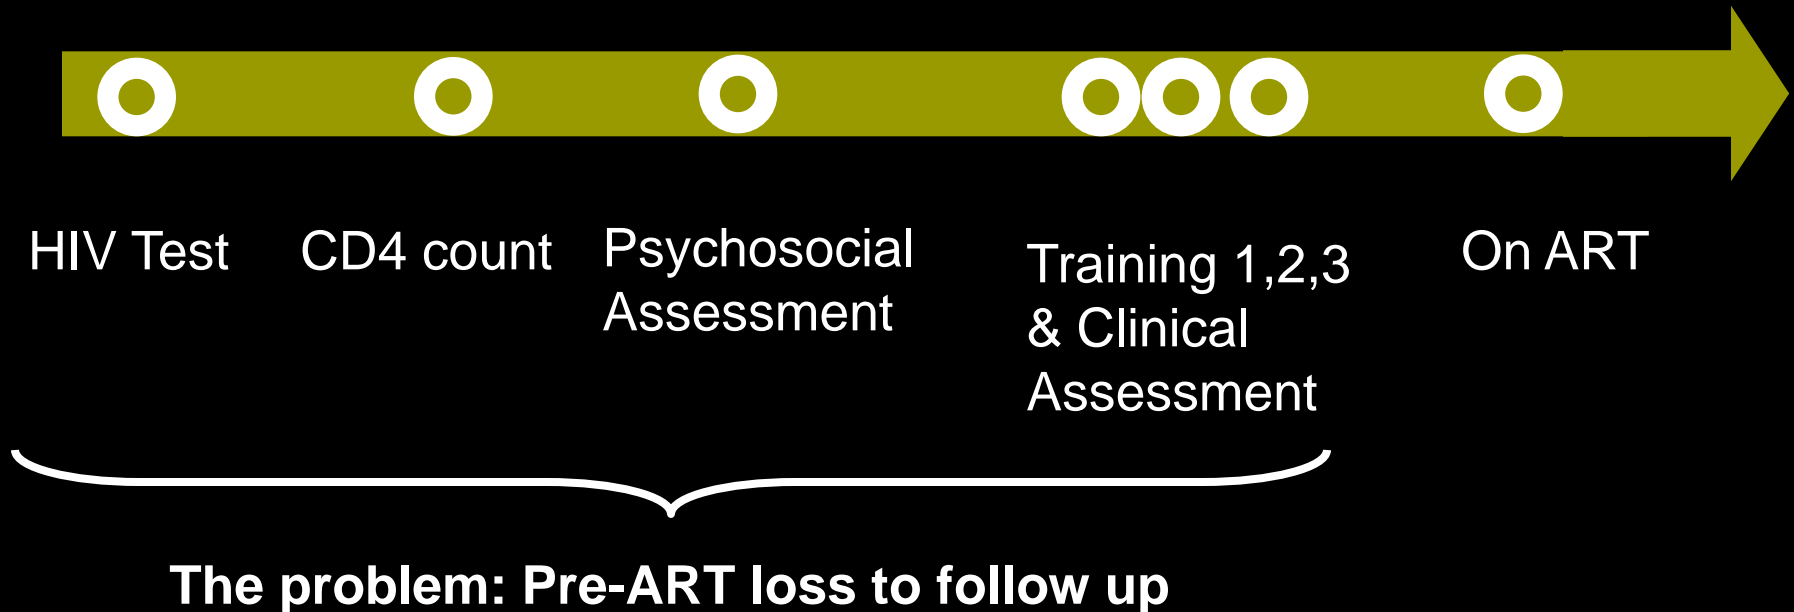 HIV Test
CD4 count
Psychosocial
Assessment
Training 1,2,3
& Clinical
Assessment
On ART
The problem: Pre-ART loss to follow up